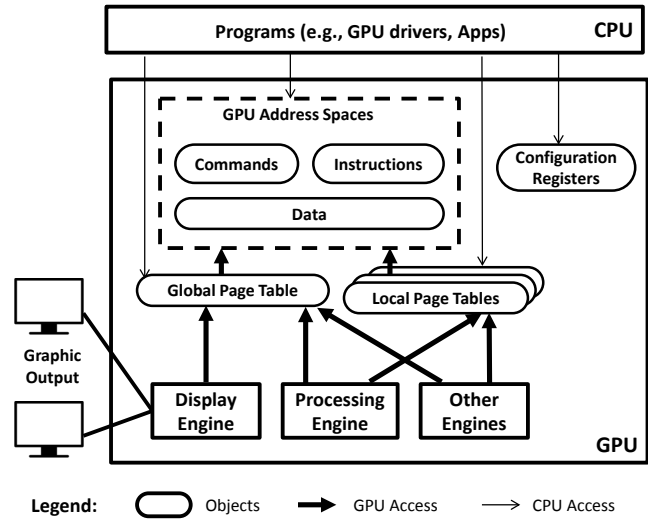 Programs (e.g., GPU drivers, Apps)
CPU
GPU Address Spaces
Commands
Instructions
Configuration
Registers
Data
Global Page Table
Local Page Tables
Graphic
Output
Display
Engine
Processing
Engine
Other
Engines
GPU
Legend:
Objects
GPU Access
CPU Access